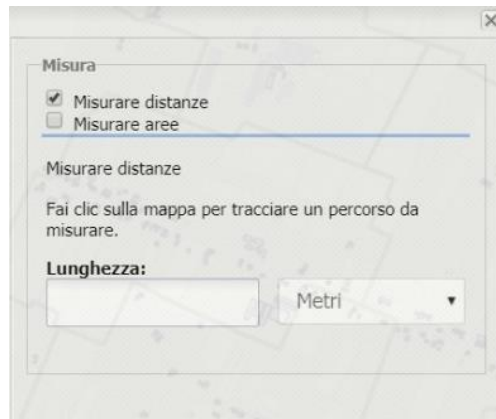 Misura
Misurare distanze
Misurare aree
Misurare distanze
Fai clic sulla mappa per tracciare un percorso da
misurare.
Lunghezza:
Metri